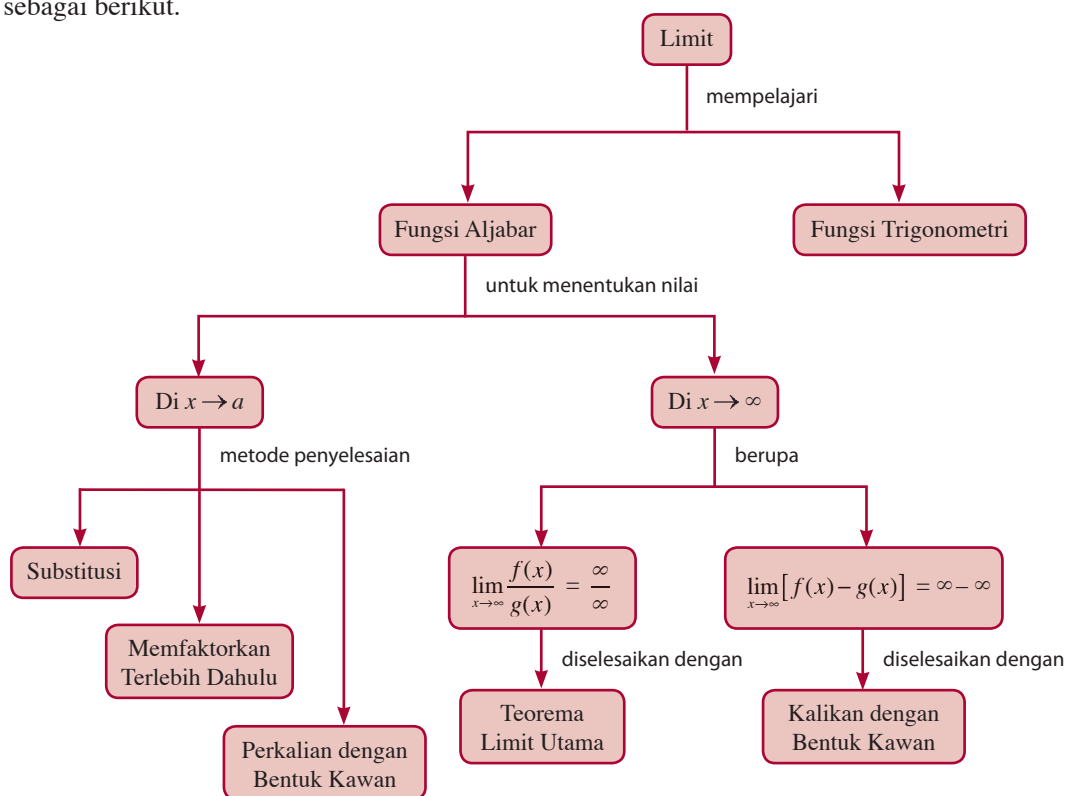 sebagai berikut.
Limit
mempelajari
Fungsi Aljabar
Fungsi Trigonometri
untuk menentukan nilai
Di x → a
Di x → ∞
metode penyelesaian
berupa
Substitusi
Memfaktorkan
Terlebih Dahulu
Perkalian dengan
Bentuk Kawan
lim x→∞ f(x)/g(x) = ∞/∞
lim x→∞ [f(x) – g(x)] = ∞ – ∞
diselesaikan dengan
diselesaikan dengan
Teorema
Limit Utama
Kalikan dengan
Bentuk Kawan